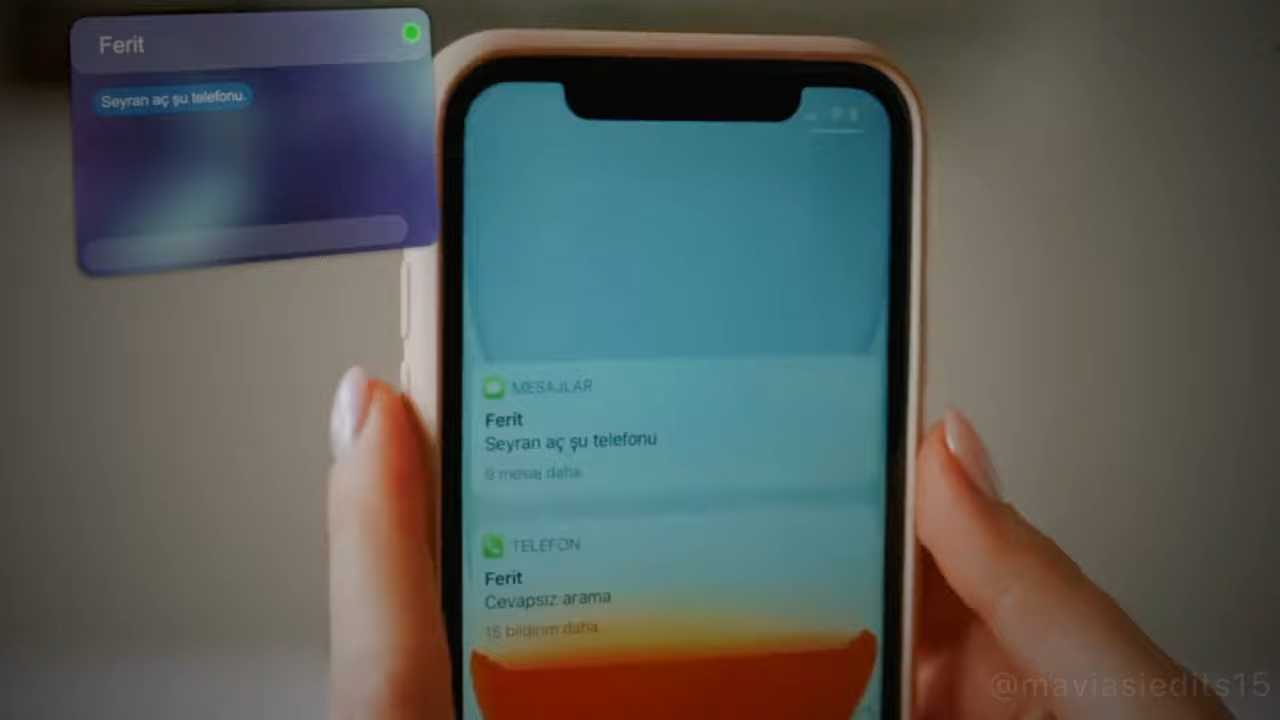 Ferit
Seyran aç şu telefonu.
MESAJLAR
Ferit
Seyran aç şu telefonu
9 mesaj daha
TELEFON
Ferit
Cevapsız arama
15 bildirim daha
@maviasiedits15